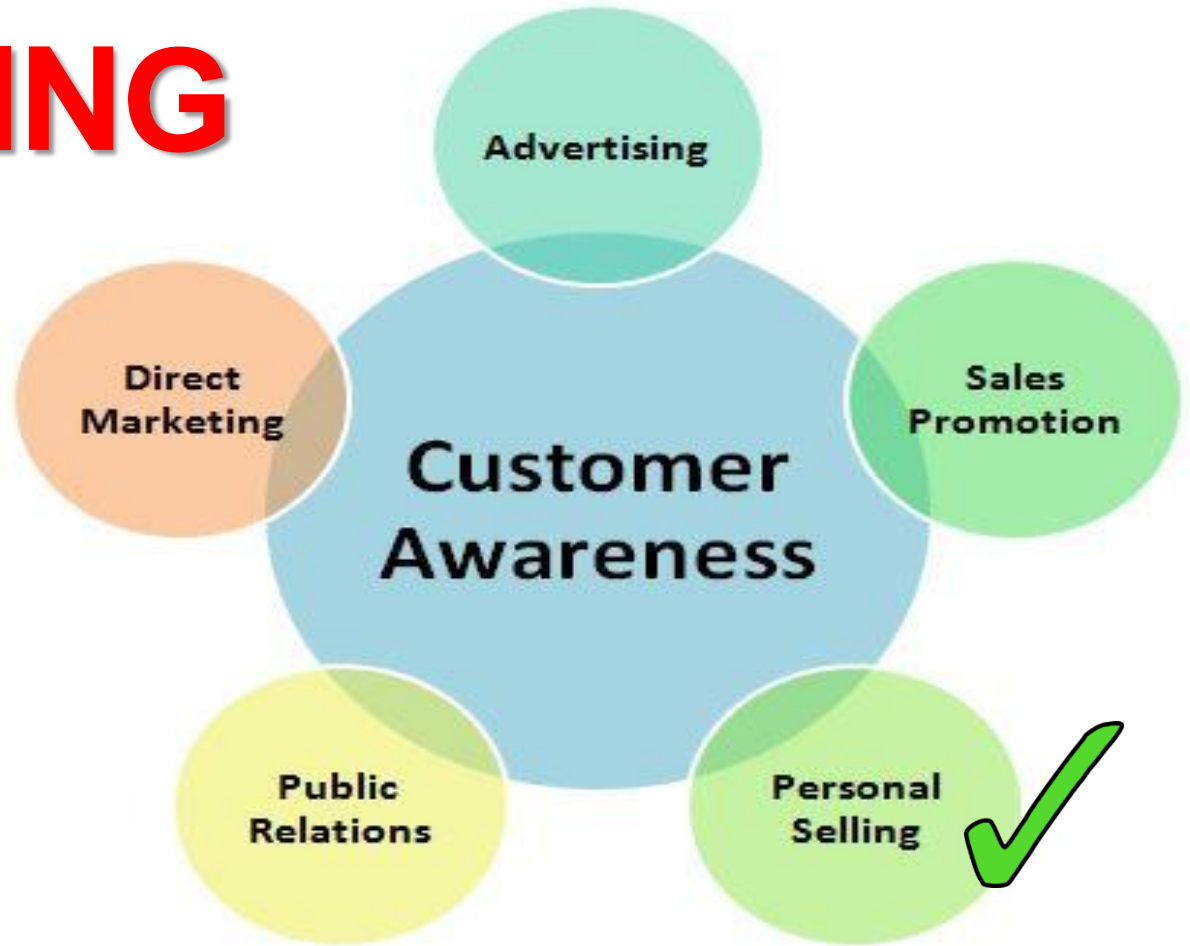 ING
Advertising
Direct
Marketing
Sales
Promotion
Customer
Awareness
Public
Relations
Personal
Selling